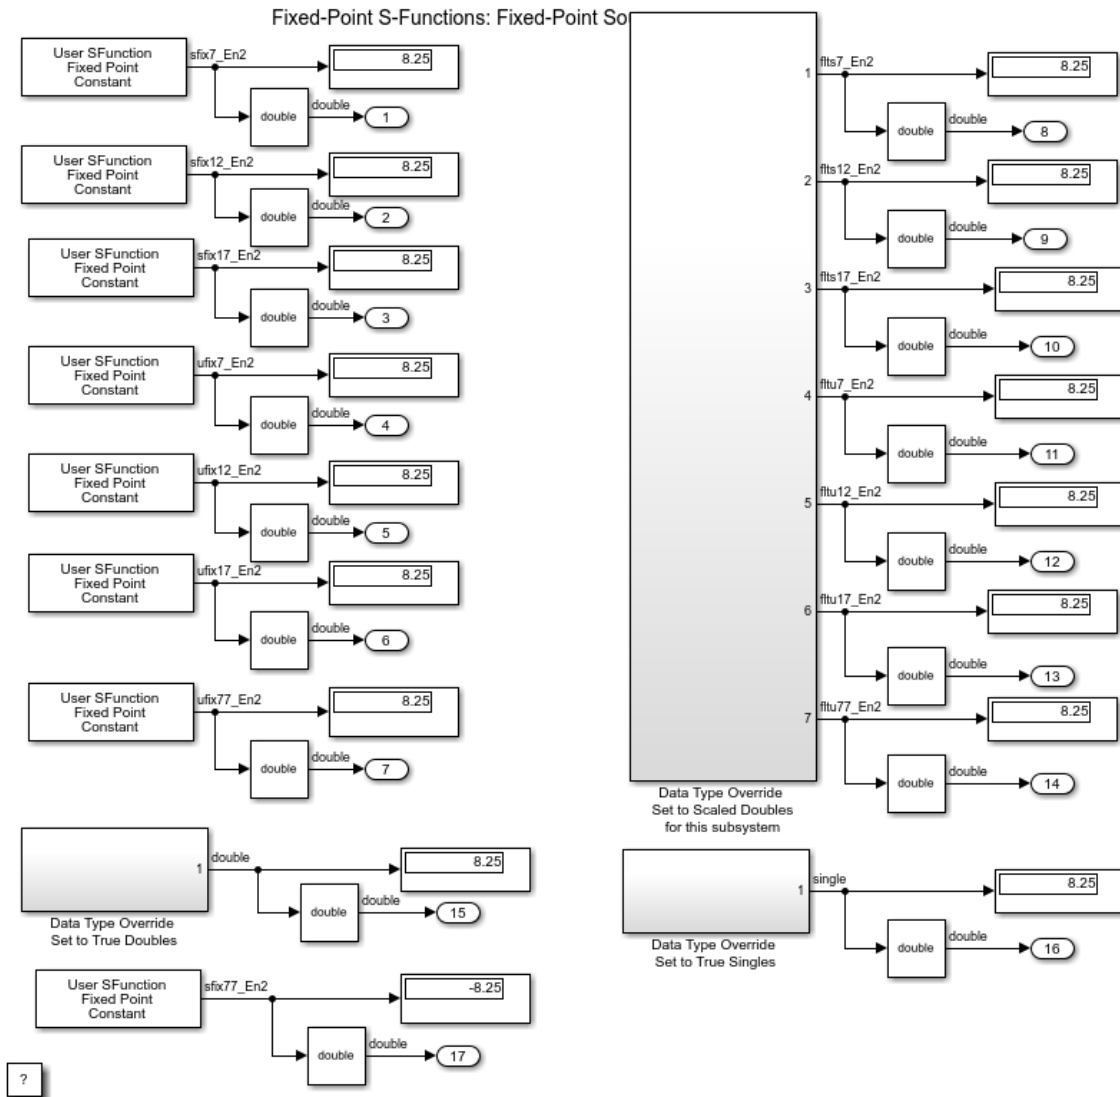 Fixed-Point S-Functions: Fixed-Point
User SFunction
Fixed Point
Constant
sfix7_En2
8.25
double
double
1
User SFunction
Fixed Point
Constant
sfix12_En2
8.25
double
double
2
User SFunction
Fixed Point
Constant
sfix17_En2
8.25
double
double
3
User SFunction
Fixed Point
Constant
ufix7_En2
8.25
double
double
4
User SFunction
Fixed Point
Constant
ufix12_En2
8.25
double
double
5
User SFunction
Fixed Point
Constant
ufix17_En2
8.25
double
double
6
User SFunction
Fixed Point
Constant
ufix77_En2
8.25
double
double
7
1
flts7_En2
8.25
double
double
8
2
flts12_En2
8.25
double
double
9
3
flts17_En2
8.25
double
double
10
4
fltu7_En2
8.25
double
double
11
5
fltu12_En2
8.25
double
double
12
6
fltu17_En2
8.25
double
double
13
7
fltu77_En2
8.25
double
double
14
Data Type Override
Set to Scaled Doubles
for this subsystem
1
double
8.25
double
double
15
Data Type Override
Set to True Doubles
1
single
8.25
double
double
16
Data Type Override
Set to True Singles
User SFunction
Fixed Point
Constant
sfix77_En2
-8.25
double
double
17
?